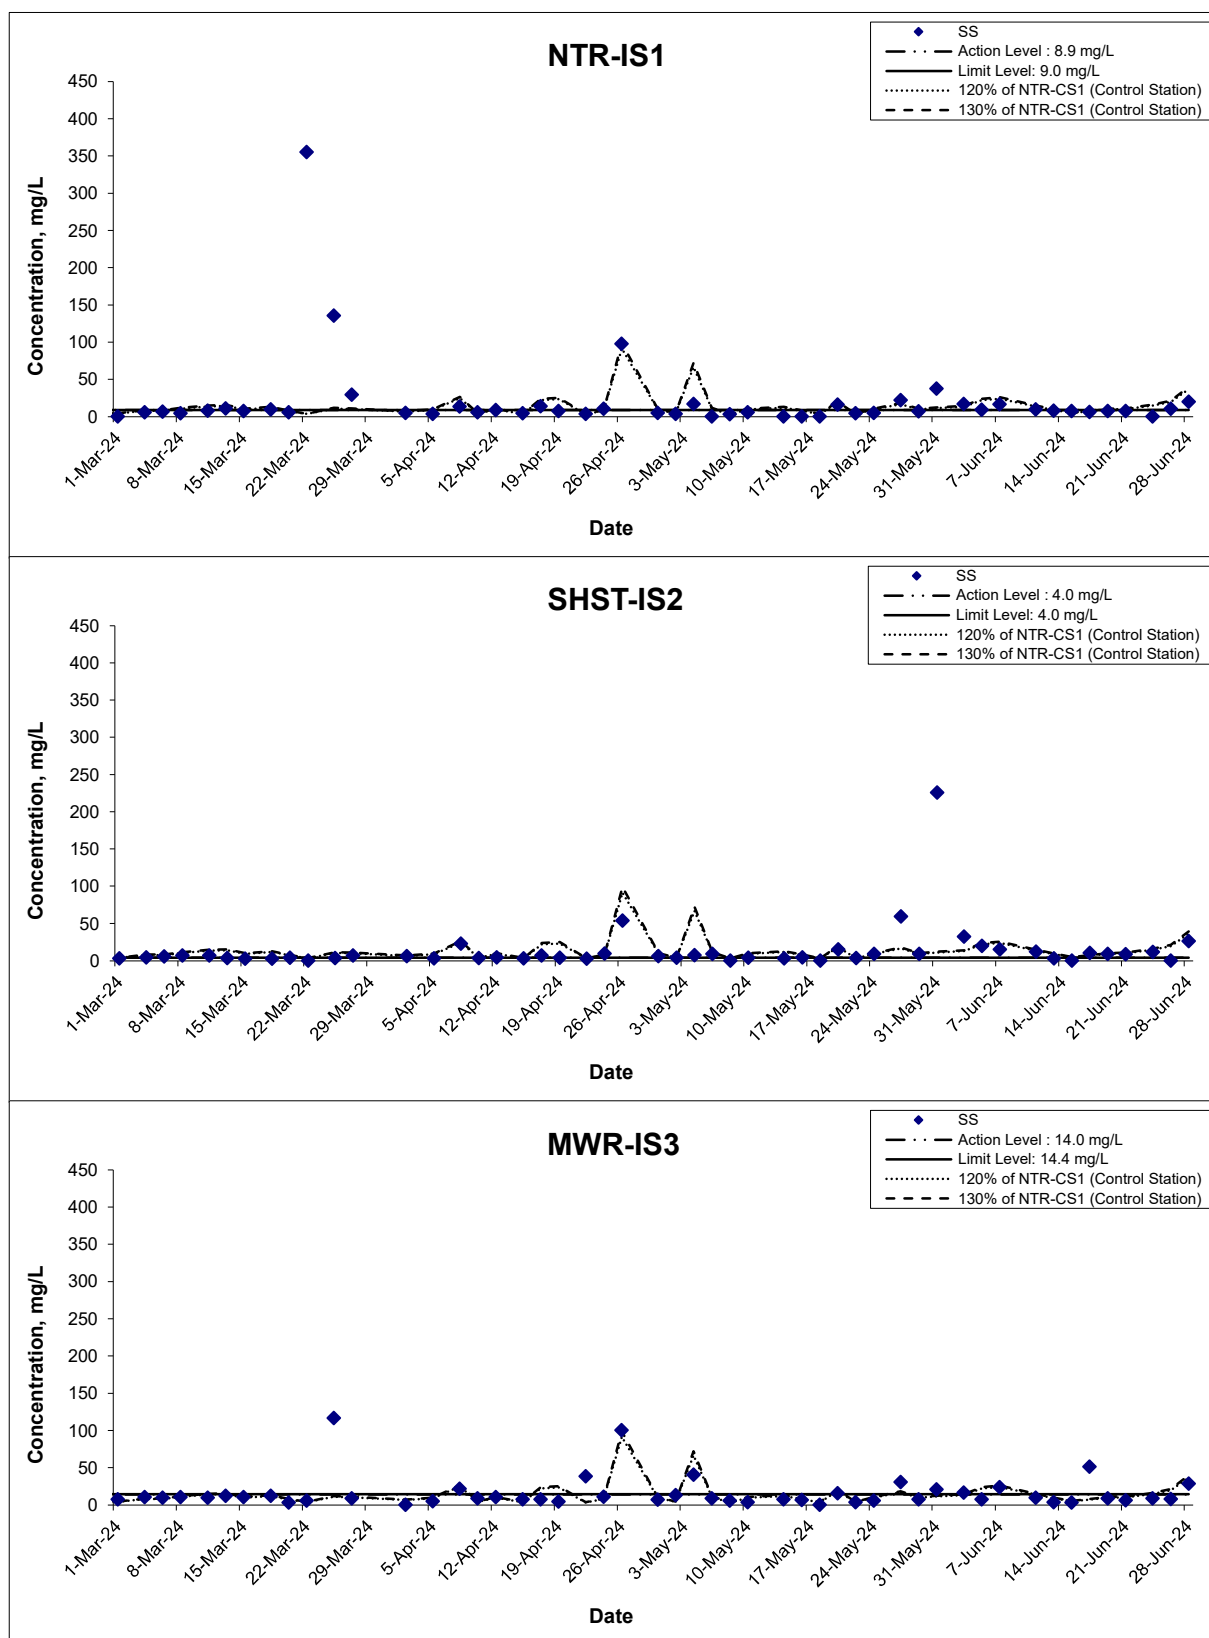 NTR-IS1
SS
Action Level : 8.9 mg/L
Limit Level: 9.0 mg/L
120% of NTR-CS1 (Control Station)
130% of NTR-CS1 (Control Station)
Concentration, mg/L
450
400
350
300
250
200
150
100
50
0
1-Mar-24
8-Mar-24
15-Mar-24
22-Mar-24
29-Mar-24
5-Apr-24
12-Apr-24
19-Apr-24
26-Apr-24
3-May-24
10-May-24
17-May-24
24-May-24
31-May-24
7-Jun-24
14-Jun-24
21-Jun-24
28-Jun-24
Date
SHST-IS2
SS
Action Level : 4.0 mg/L
Limit Level: 4.0 mg/L
120% of NTR-CS1 (Control Station)
130% of NTR-CS1 (Control Station)
Concentration, mg/L
450
400
350
300
250
200
150
100
50
0
1-Mar-24
8-Mar-24
15-Mar-24
22-Mar-24
29-Mar-24
5-Apr-24
12-Apr-24
19-Apr-24
26-Apr-24
3-May-24
10-May-24
17-May-24
24-May-24
31-May-24
7-Jun-24
14-Jun-24
21-Jun-24
28-Jun-24
Date
MWR-IS3
SS
Action Level : 14.0 mg/L
Limit Level: 14.4 mg/L
120% of NTR-CS1 (Control Station)
130% of NTR-CS1 (Control Station)
Concentration, mg/L
450
400
350
300
250
200
150
100
50
0
1-Mar-24
8-Mar-24
15-Mar-24
22-Mar-24
29-Mar-24
5-Apr-24
12-Apr-24
19-Apr-24
26-Apr-24
3-May-24
10-May-24
17-May-24
24-May-24
31-May-24
7-Jun-24
14-Jun-24
21-Jun-24
28-Jun-24
Date